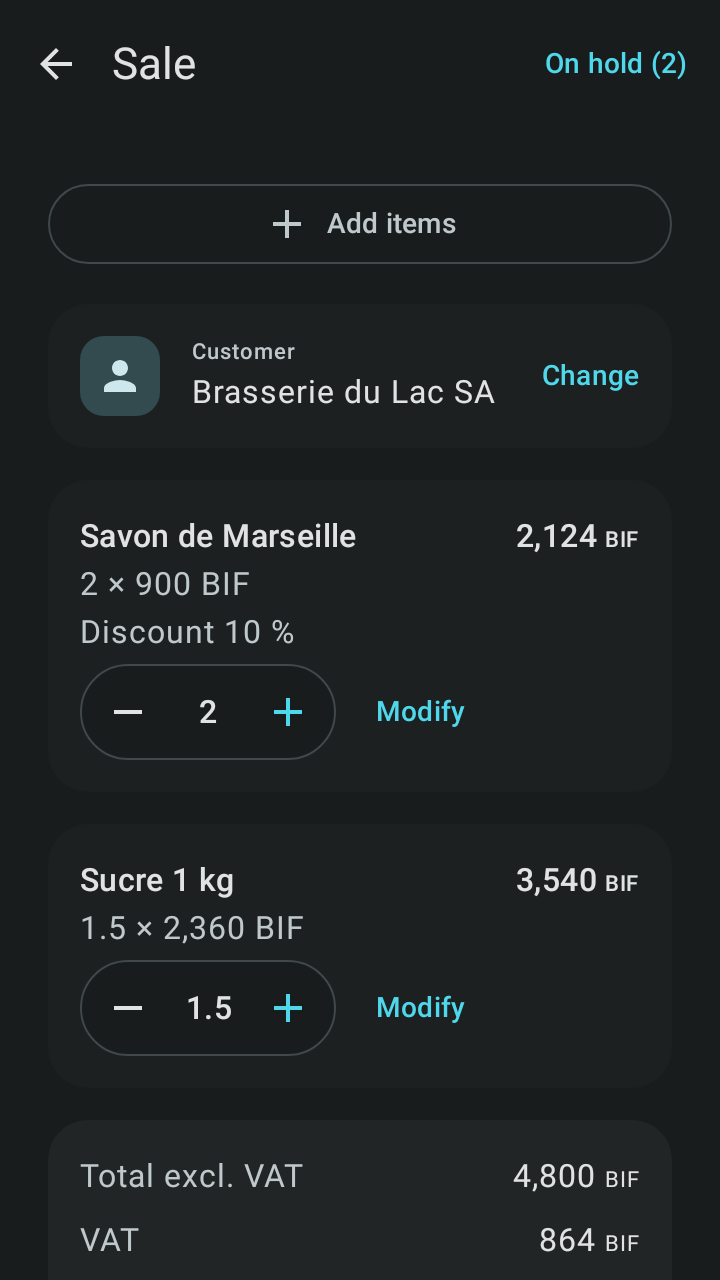 Sale
On hold (2)
Add items
Customer
Brasserie du Lac SA
Change
Savon de Marseille
2,124 BIF
2 × 900 BIF
Discount 10 %
2
Modify
Sucre 1 kg
3,540 BIF
1.5 × 2,360 BIF
1.5
Modify
Total excl. VAT
4,800 BIF
VAT
864 BIF